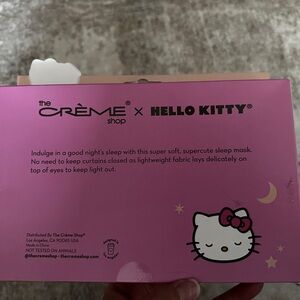 the
CRÈME® × HELLO KITTY®
shop
Indulge in a good night's sleep with this super soft, supercute sleep mask.
No need to keep curtains closed as lightweight fabric lays delicately on
top of eyes to keep light out.
Distributed By The Crème Shop®
Los Angeles, CA 90065 USA
Made in China
NOT TESTED ON ANIMALS
@thecremeshop · thecremeshop.com